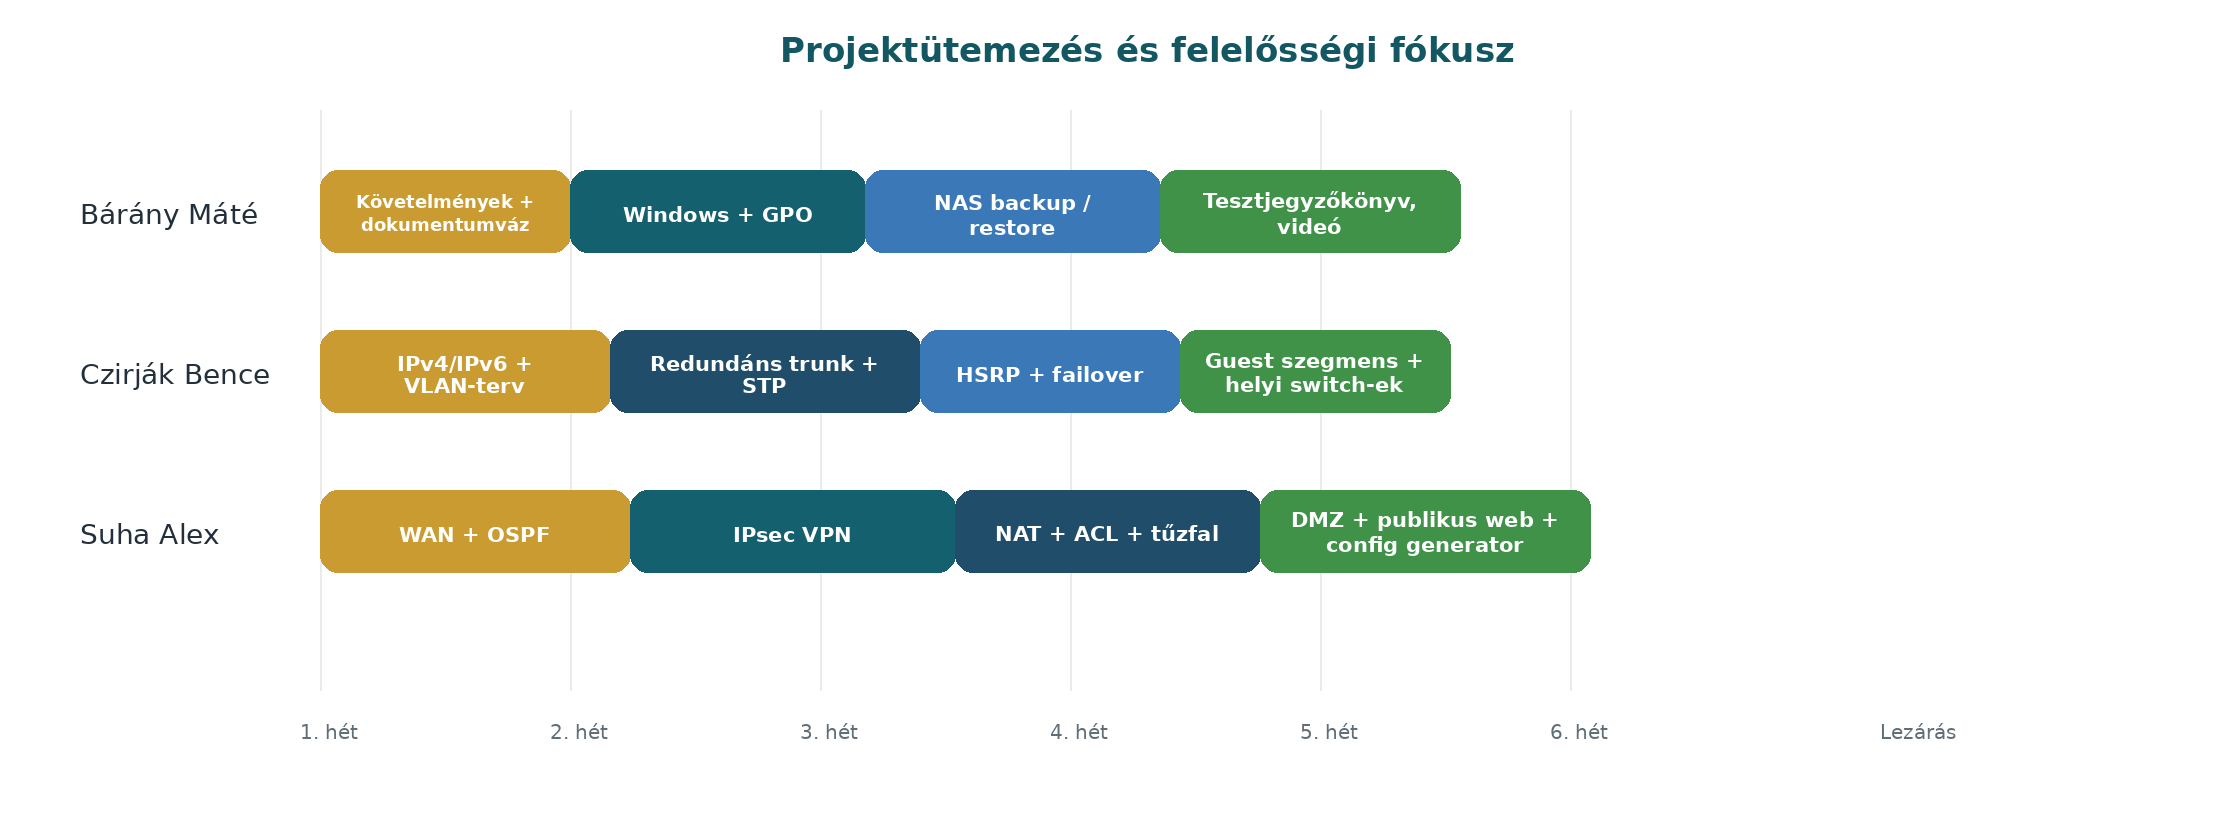 Projektütemezés és felelősségi fókusz
Bárány Máté
Követelmények +
dokumentumváz
Windows + GPO
NAS backup /
restore
Tesztjegyzőkönyv,
videó
Czirják Bence
IPv4/IPv6 +
VLAN-terv
Redundáns trunk +
STP
HSRP + failover
Guest szegmens +
helyi switch-ek
Suha Alex
WAN + OSPF
IPsec VPN
NAT + ACL + tűzfal
DMZ + publikus web +
config generator
1. hét
2. hét
3. hét
4. hét
5. hét
6. hét
Lezárás